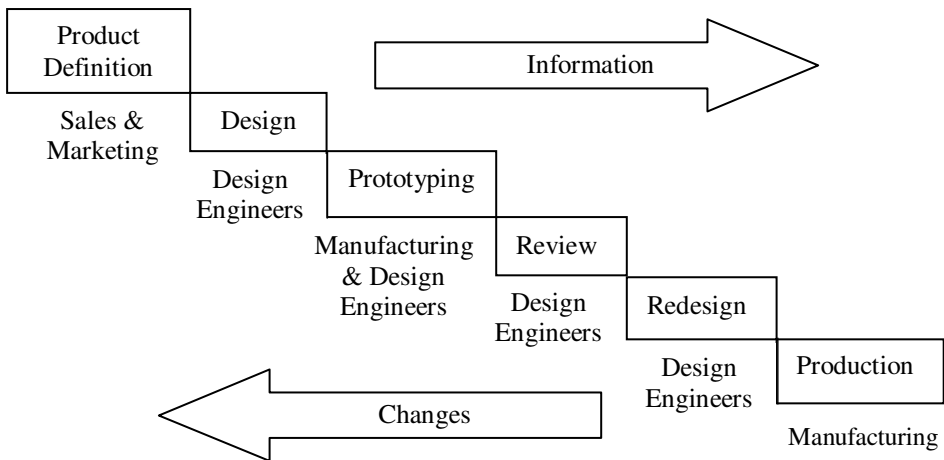 Product
Definition
Information
Sales &
Marketing
Design
Design
Engineers
Prototyping
Manufacturing
& Design
Engineers
Review
Design
Engineers
Redesign
Design
Engineers
Production
Manufacturing
Changes